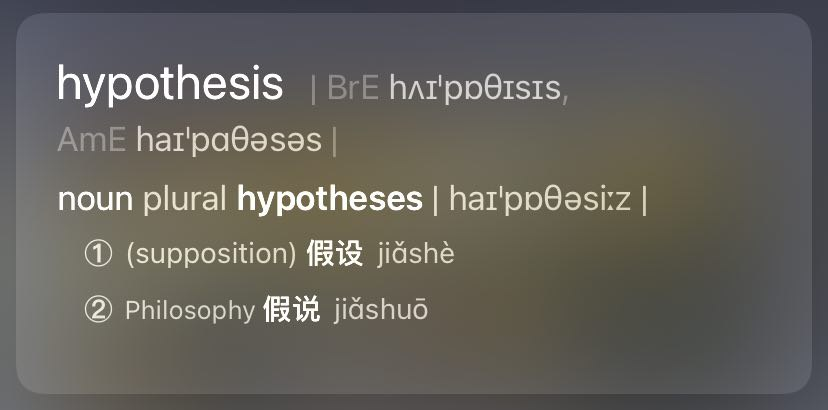 hypothesis | BrE hʌɪˈpɒθɪsɪs,
AmE haɪˈpɑθəsəs |
noun plural hypotheses | haɪˈpɒθəsiːz |
① (supposition) 假设 jiǎshè
② Philosophy 假说 jiǎshuō